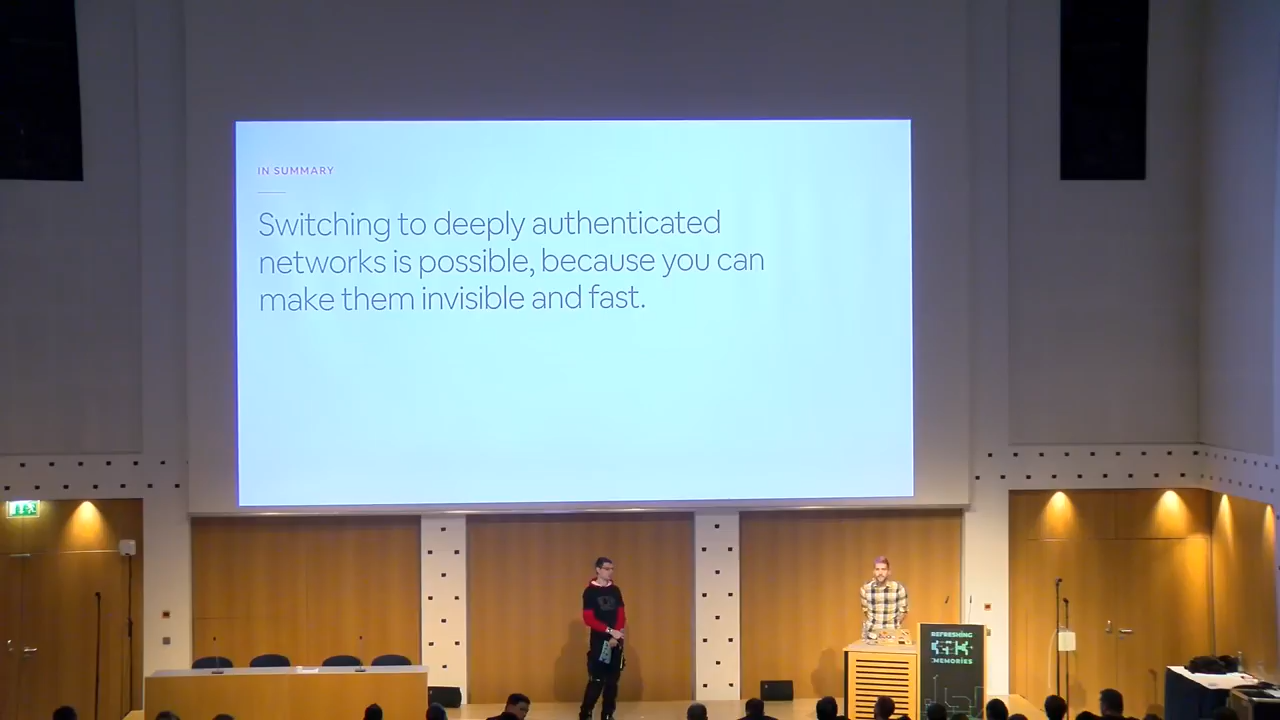 IN SUMMARY
Switching to deeply authenticated
networks is possible, because you can
make them invisible and fast.
REFRESHING
MEMORIES